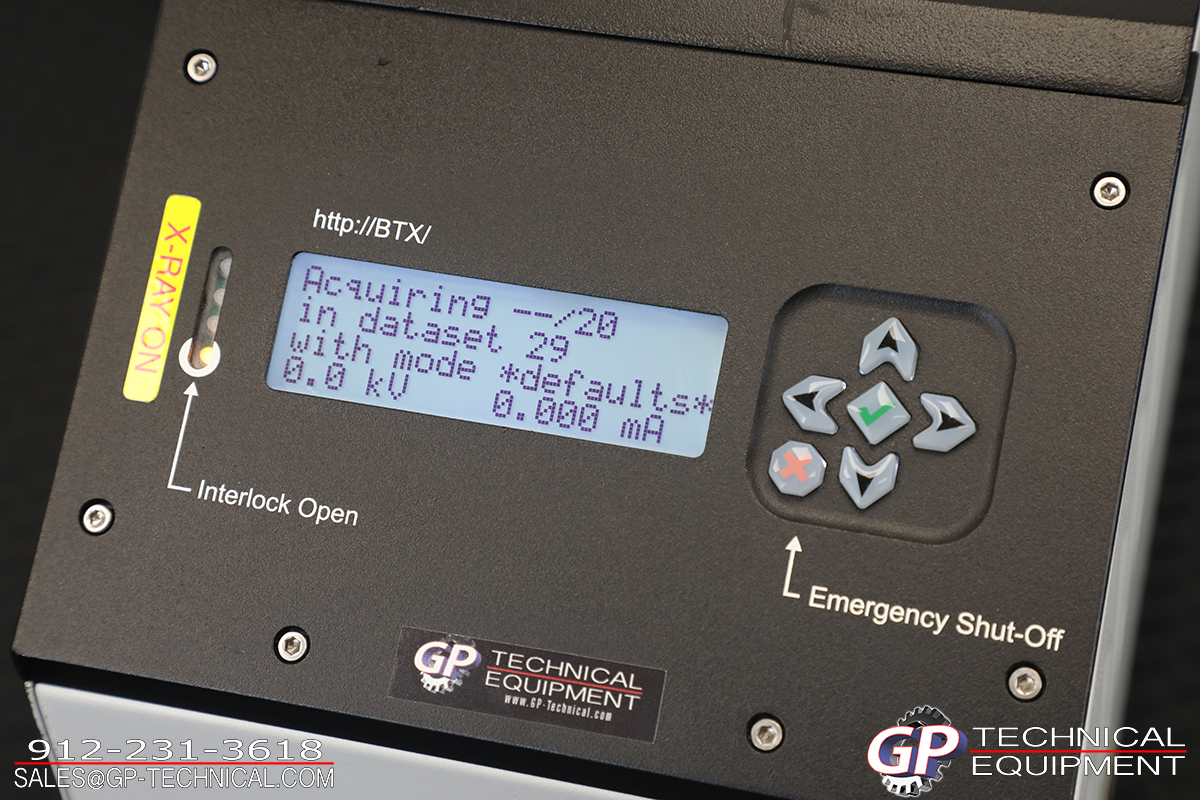 http://BTX/
X-RAY ON
Acquiring --/20
in dataset 29
with mode *defaults*
0.0 kV 0.000 mA
Interlock Open
Emergency Shut-Off
GP TECHNICAL
EQUIPMENT
www.GP-Technical.com
912-231-3618
SALES@GP-TECHNICAL.COM
GP TECHNICAL
EQUIPMENT